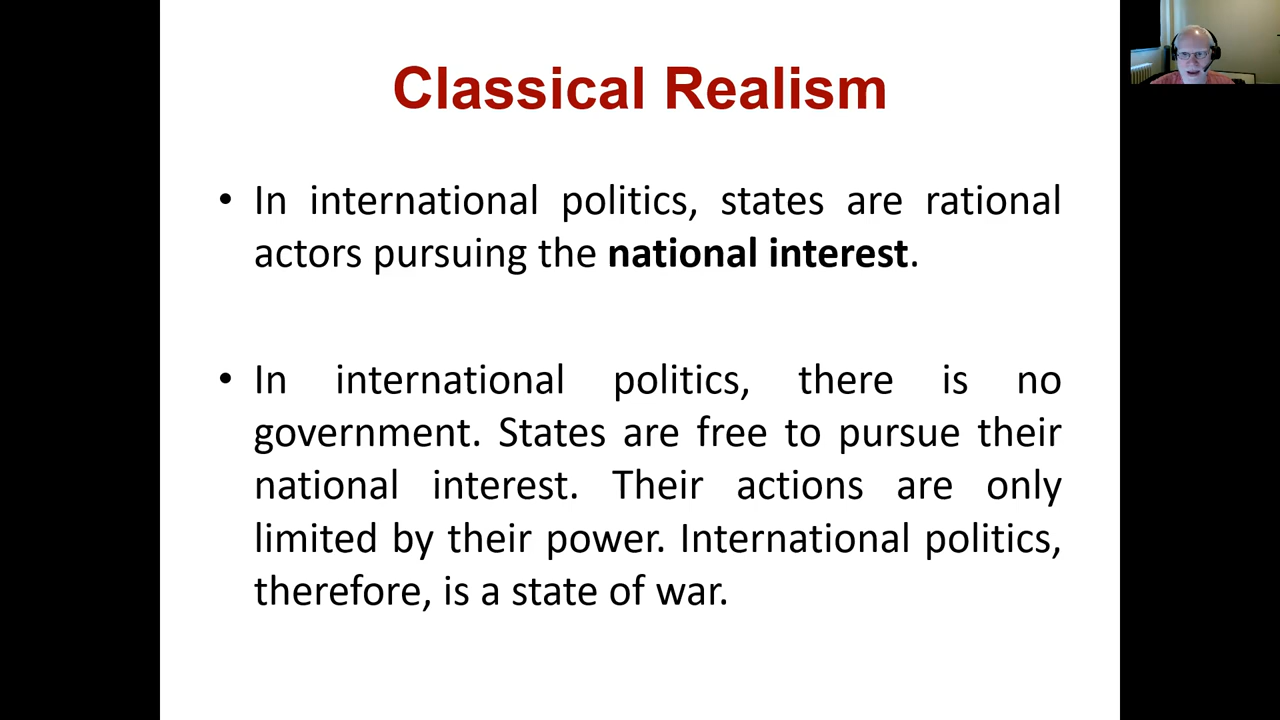 Classical Realism
• In international politics, states are rational
actors pursuing the national interest.
• In international politics, there is no
government. States are free to pursue their
national interest. Their actions are only
limited by their power. International politics,
therefore, is a state of war.